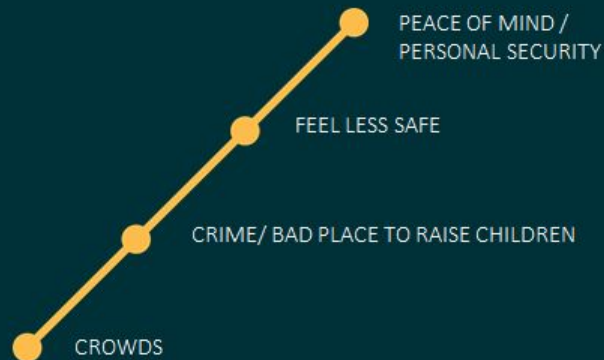 PEACE OF MIND /
PERSONAL SECURITY
FEEL LESS SAFE
CRIME/ BAD PLACE TO RAISE CHILDREN
CROWDS